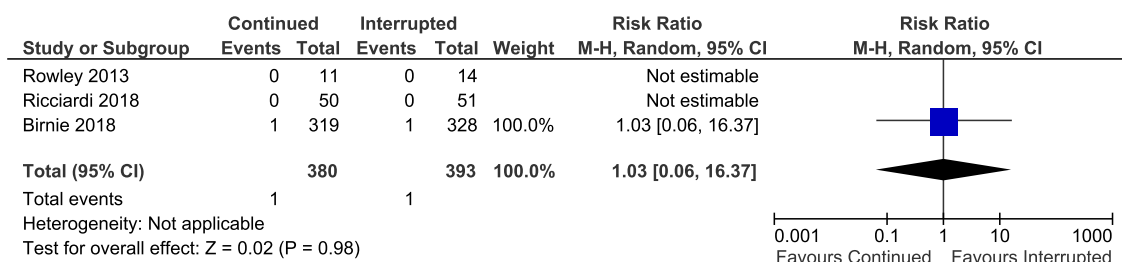 Continued Interrupted Risk Ratio Risk Ratio
Study or Subgroup Events Total Events Total Weight M-H, Random, 95% CI M-H, Random, 95% CI
Rowley 2013 0 11 0 14 Not estimable
Ricciardi 2018 0 50 0 51 Not estimable
Birnie 2018 1 319 1 328 100.0% 1.03 [0.06, 16.37]
Total (95% CI) 380 393 100.0% 1.03 [0.06, 16.37]
Total events 1 1
Heterogeneity: Not applicable
Test for overall effect: Z = 0.02 (P = 0.98)
0.001 0.1 1 10 1000
Favours Continued Favours Interrupted